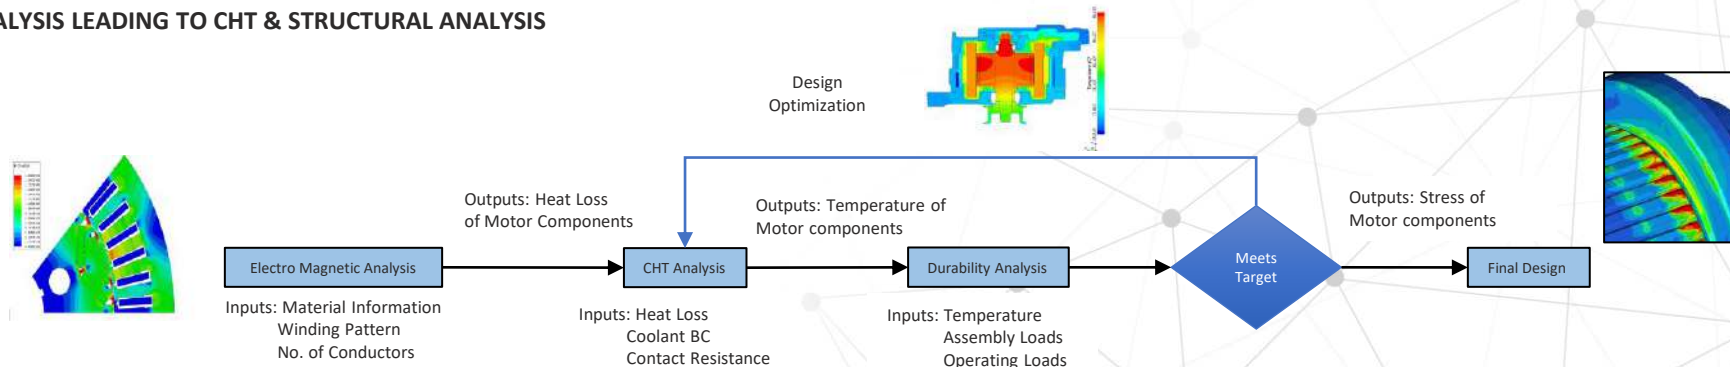 ALYSIS LEADING TO CHT & STRUCTURAL ANALYSIS
Design
Optimization
Outputs: Heat Loss
of Motor Components
Outputs: Temperature of
Motor components
Outputs: Stress of
Motor components
Electro Magnetic Analysis
CHT Analysis
Durability Analysis
Meets
Target
Final Design
Inputs: Material Information
Winding Pattern
No. of Conductors
Inputs: Heat Loss
Coolant BC
Contact Resistance
Inputs: Temperature
Assembly Loads
Operating Loads